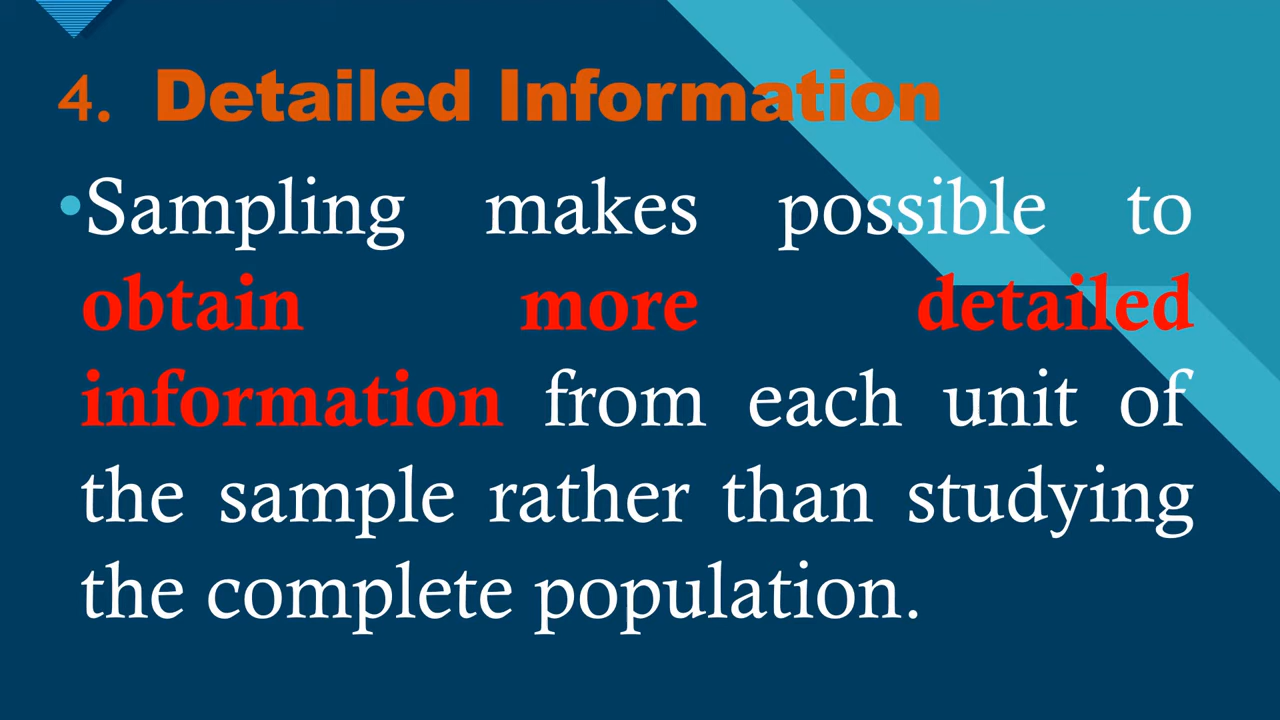 4. Detailed Information
•Sampling makes possible to
obtain more detailed
information from each unit of
the sample rather than studying
the complete population.